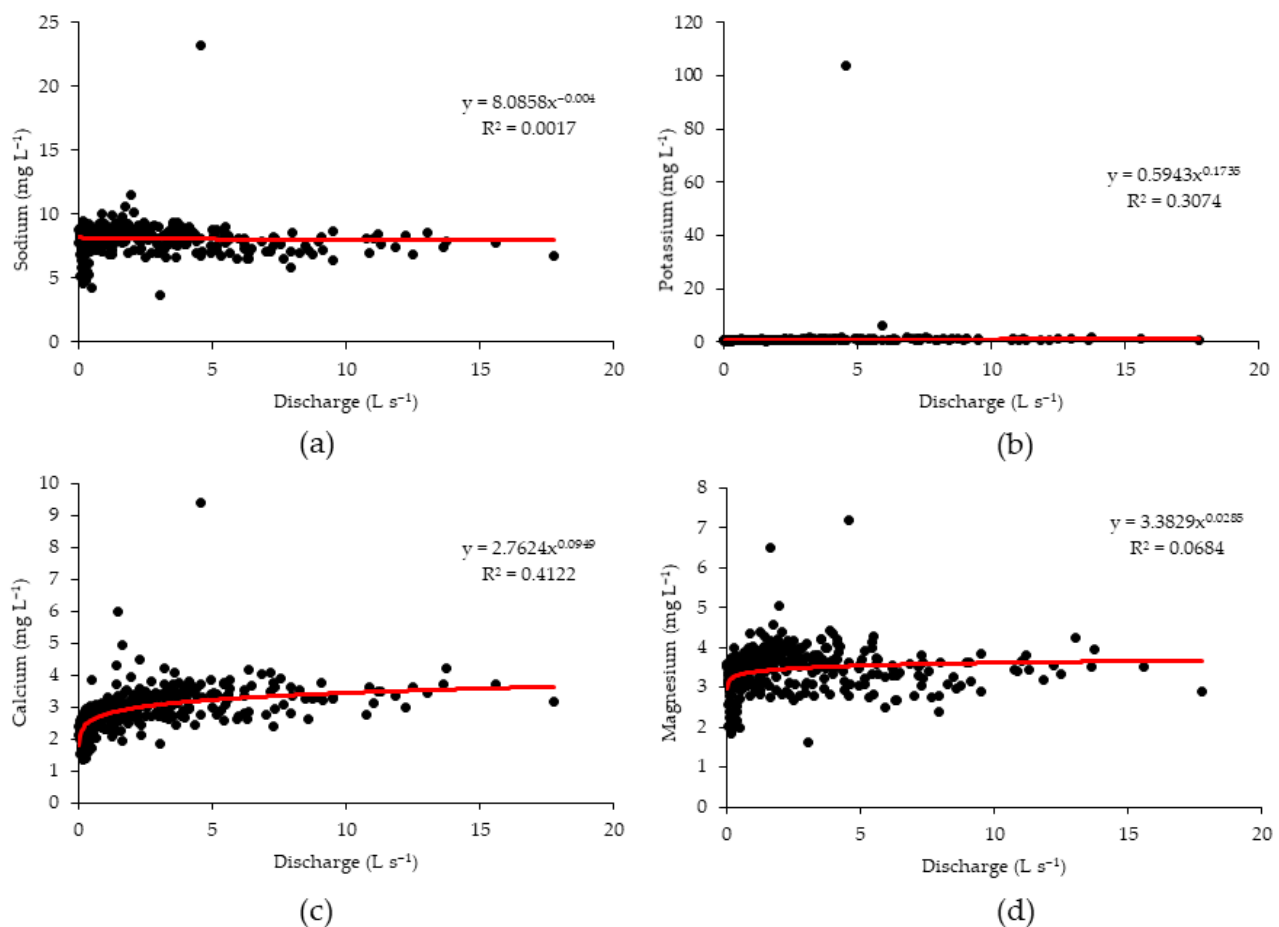 25
20
15
10
5
0
Sodium (mg L⁻¹)
y = 8.0858x⁻⁰·⁰⁰⁴
R² = 0.0017
0 5 10 15 20
Discharge (L s⁻¹)
(a)
120
100
80
60
40
20
0
Potassium (mg L⁻¹)
y = 0.5943x⁰·¹⁷³⁵
R² = 0.3074
0 5 10 15 20
Discharge (L s⁻¹)
(b)
10
9
8
7
6
5
4
3
2
1
0
Calcium (mg L⁻¹)
y = 2.7624x⁰·⁰⁹⁴⁹
R² = 0.4122
0 5 10 15 20
Discharge (L s⁻¹)
(c)
8
7
6
5
4
3
2
1
0
Magnesium (mg L⁻¹)
y = 3.3829x⁰·⁰²⁸⁵
R² = 0.0684
0 5 10 15 20
Discharge (L s⁻¹)
(d)